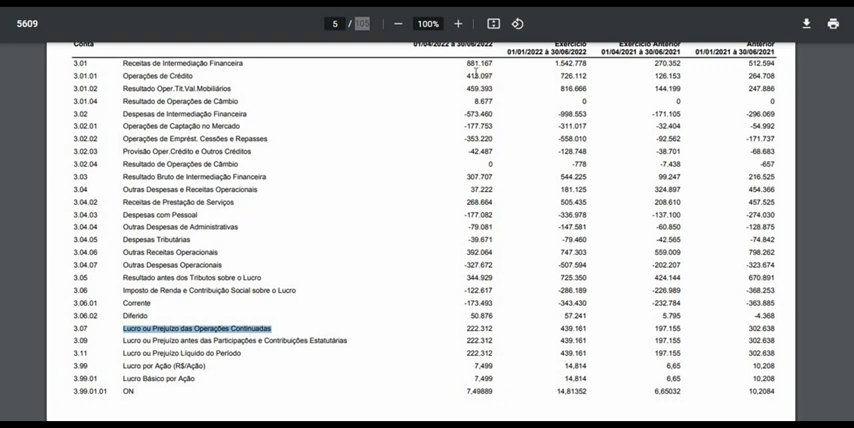 5609
5 / 105
100%
Conta 01/04/2022 à 30/06/2022 Exercício Exercício Anterior Anterior
01/01/2022 à 30/06/2022 01/04/2021 à 30/06/2021 01/01/2021 à 30/06/2021
3.01 Receitas de Intermediação Financeira 881.167 1.542.778 270.352 512.594
3.01.01 Operações de Crédito 413.097 726.112 126.153 264.708
3.01.02 Resultado Oper.Tit.Val.Mobiliários 459.393 816.666 144.199 247.886
3.01.04 Resultado de Operações de Câmbio 8.677 0 0 0
3.02 Despesas de Intermediação Financeira -573.460 -998.553 -171.105 -296.069
3.02.01 Operações de Captação no Mercado -177.753 -311.017 -32.404 -54.992
3.02.02 Operações de Emprést. Cessões e Repasses -353.220 -558.010 -92.562 -171.737
3.02.03 Provisão Oper.Crédito e Outros Créditos -42.487 -128.748 -38.701 -68.683
3.02.04 Resultado de Operações de Câmbio 0 -778 -7.438 -657
3.03 Resultado Bruto de Intermediação Financeira 307.707 544.225 99.247 216.525
3.04 Outras Despesas e Receitas Operacionais 37.222 181.125 324.897 454.366
3.04.02 Receitas de Prestação de Serviços 268.664 505.435 208.610 457.525
3.04.03 Despesas com Pessoal -177.082 -336.978 -137.100 -274.030
3.04.04 Outras Despesas de Administrativas -79.081 -147.581 -60.850 -128.875
3.04.05 Despesas Tributárias -39.671 -79.460 -42.565 -74.842
3.04.06 Outras Receitas Operacionais 392.064 747.303 559.009 798.262
3.04.07 Outras Despesas Operacionais -327.672 -507.594 -202.207 -323.674
3.05 Resultado antes dos Tributos sobre o Lucro 344.929 725.350 424.144 670.891
3.06 Imposto de Renda e Contribuição Social sobre o Lucro -122.617 -286.189 -226.989 -368.253
3.06.01 Corrente -173.493 -343.430 -232.784 -363.885
3.06.02 Diferido 50.876 57.241 5.795 -4.368
3.07 Lucro ou Prejuízo das Operações Continuadas 222.312 439.161 197.155 302.638
3.09 Lucro ou Prejuízo antes das Participações e Contribuições Estatutárias 222.312 439.161 197.155 302.638
3.11 Lucro ou Prejuízo Líquido do Período 222.312 439.161 197.155 302.638
3.99 Lucro por Ação (R$/Ação) 7,499 14,814 6,65 10,208
3.99.01 Lucro Básico por Ação 7,499 14,814 6,65 10,208
3.99.01.01 ON 7,49889 14,81352 6,65032 10,2084